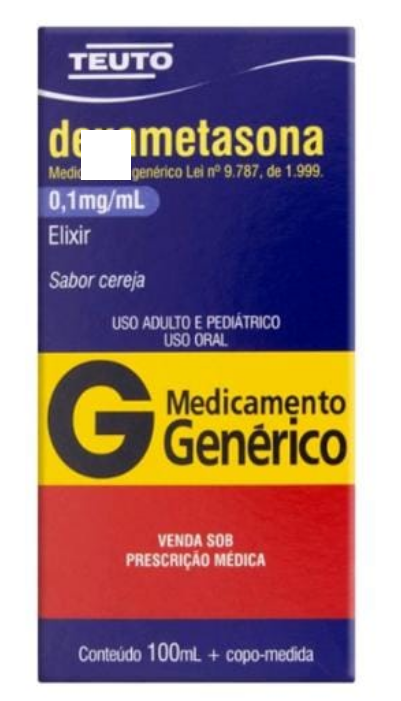 TEUTO
genérico Lei nº 9.787, de 1.999.
0,1mg/mL
Elixir
Sabor cereja
USO ADULTO E PEDIÁTRICO
USO ORAL
G Medicamento
Genérico
VENDA SOB
PRESCRIÇÃO MÉDICA
Conteúdo 100mL + copo-medida